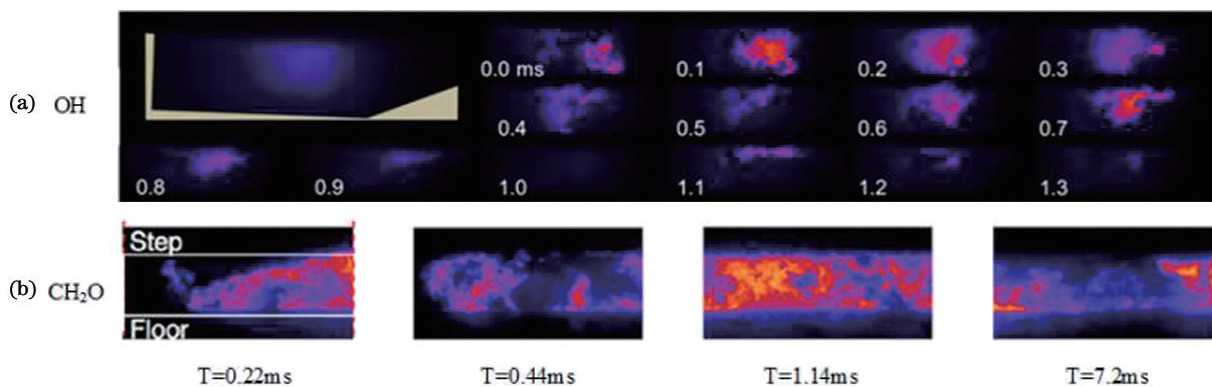 0.0 ms 0.1 0.2 0.3
(a) OH
0.4 0.5 0.6 0.7
0.8 0.9 1.0 1.1 1.2 1.3
Step
(b) CH₂O
Floor
T=0.22ms T=0.44ms T=1.14ms T=7.2ms